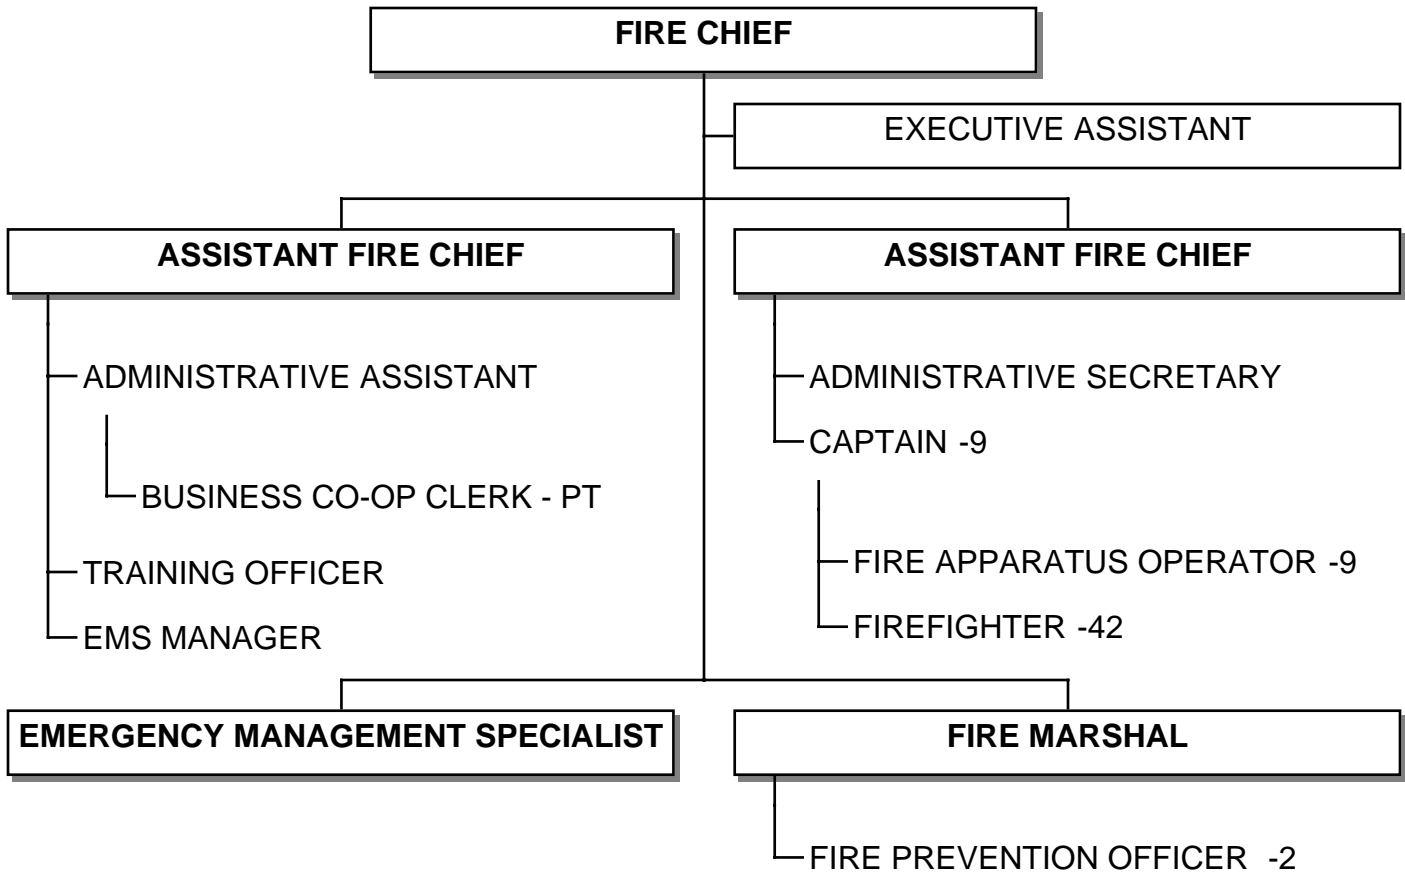 FIRE CHIEF
EXECUTIVE ASSISTANT
ASSISTANT FIRE CHIEF
ADMINISTRATIVE ASSISTANT
BUSINESS CO-OP CLERK - PT
TRAINING OFFICER
EMS MANAGER
ASSISTANT FIRE CHIEF
ADMINISTRATIVE SECRETARY
CAPTAIN -9
FIRE APPARATUS OPERATOR -9
FIREFIGHTER -42
EMERGENCY MANAGEMENT SPECIALIST
FIRE MARSHAL
FIRE PREVENTION OFFICER -2